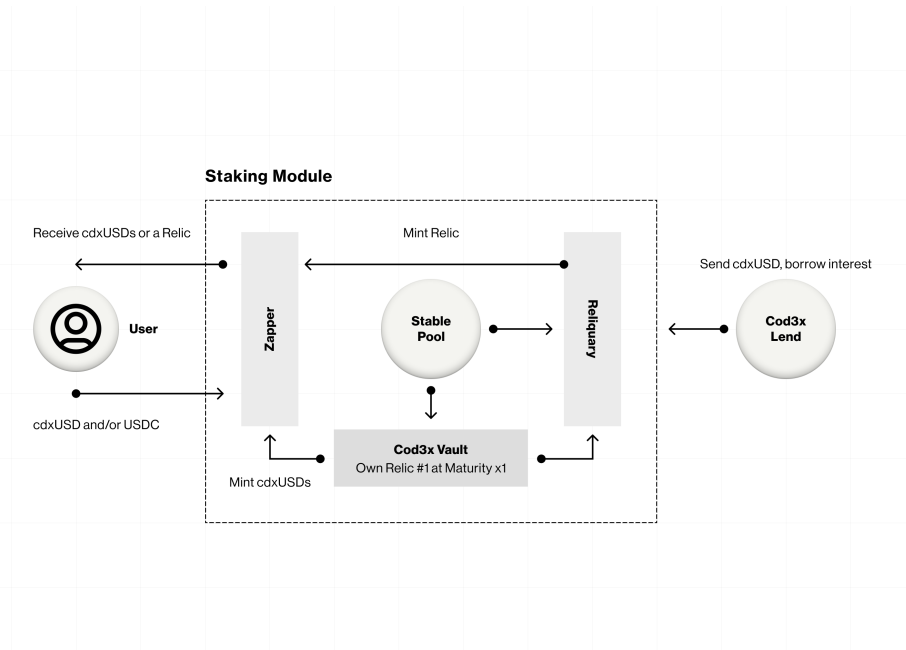 Staking Module
Receive cdxUSDs or a Relic
Mint Relic
Send cdxUSD, borrow interest
User
Zapper
Stable
Pool
Reliquary
Cod3x
Lend
cdxUSD and/or USDC
Cod3x Vault
Own Relic #1 at Maturity x1
Mint cdxUSDs